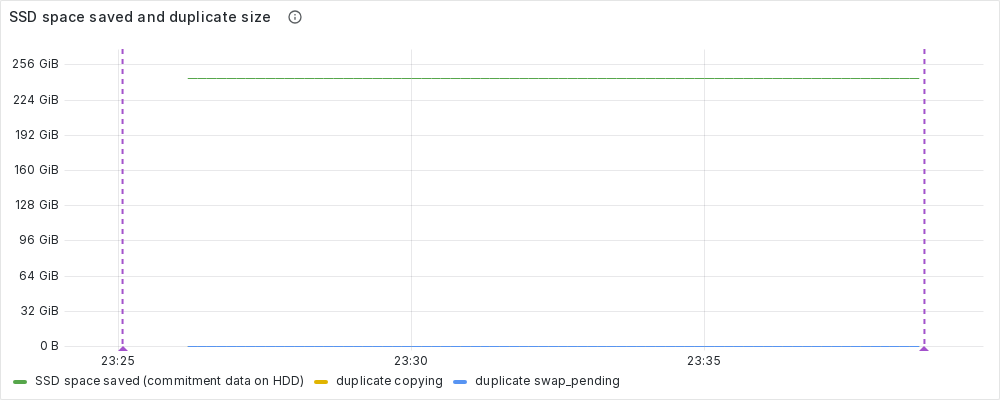 SSD space saved and duplicate size
256 GiB
224 GiB
192 GiB
160 GiB
128 GiB
96 GiB
64 GiB
32 GiB
0 B
23:25 23:30 23:35
SSD space saved (commitment data on HDD) duplicate copying duplicate swap_pending